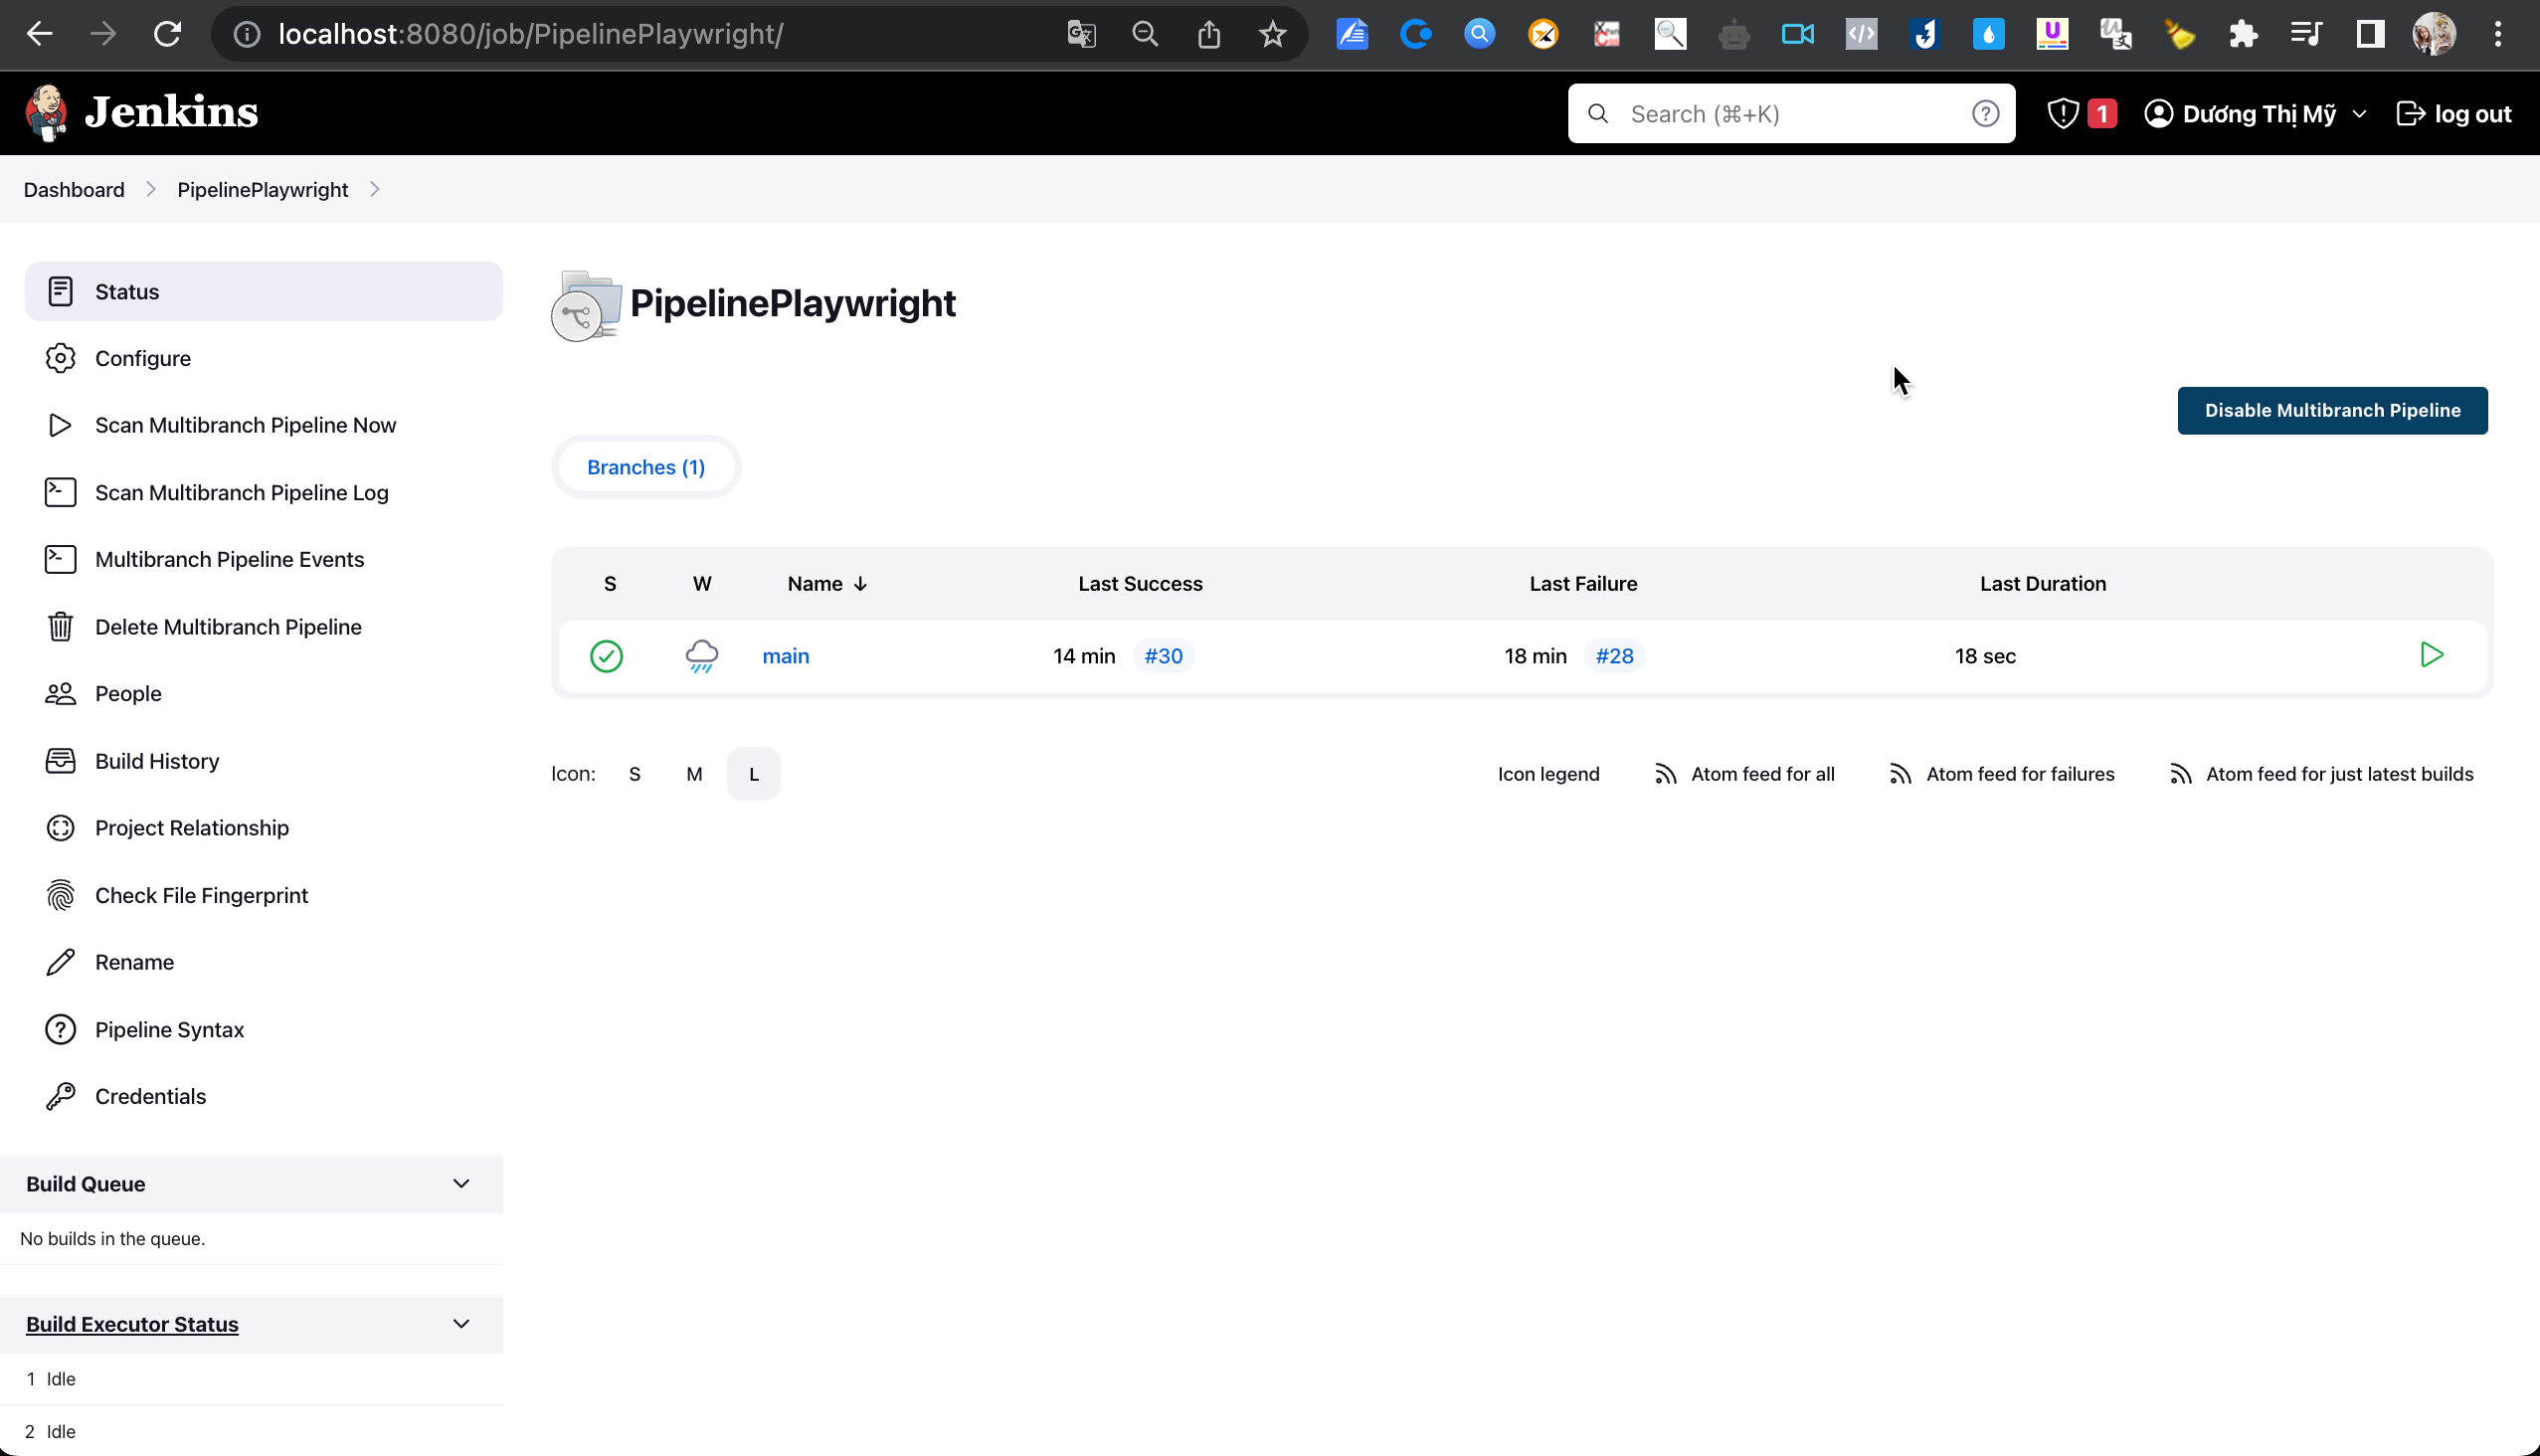 localhost:8080/job/PipelinePlaywright/
Jenkins
Search (⌘+K)
1
Dương Thị Mỹ
log out
Dashboard
PipelinePlaywright
Status
Configure
Scan Multibranch Pipeline Now
Scan Multibranch Pipeline Log
Multibranch Pipeline Events
Delete Multibranch Pipeline
People
Build History
Project Relationship
Check File Fingerprint
Rename
Pipeline Syntax
Credentials
Build Queue
No builds in the queue.
Build Executor Status
1 Idle
2 Idle
PipelinePlaywright
Disable Multibranch Pipeline
Branches (1)
S W Name ↓ Last Success Last Failure Last Duration
main 14 min #30 18 min #28 18 sec
Icon: S M L
Icon legend Atom feed for all Atom feed for failures Atom feed for just latest builds